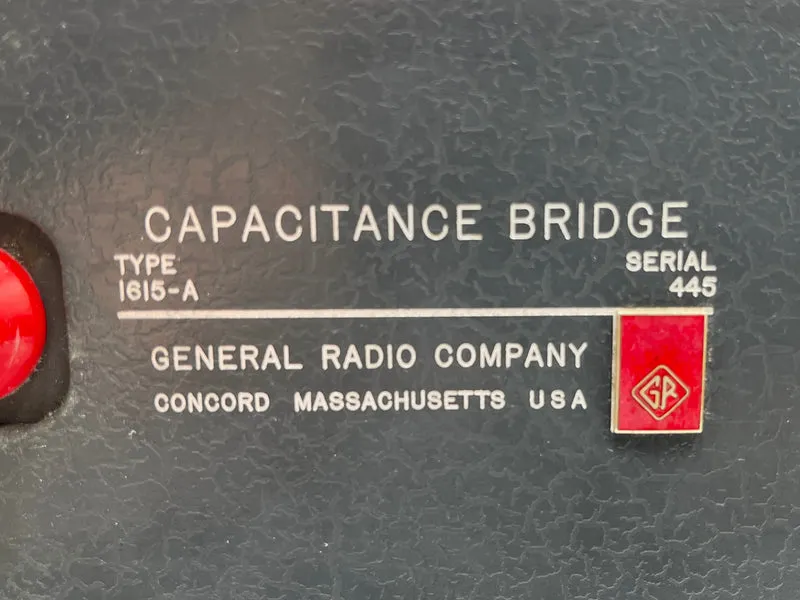 CAPACITANCE BRIDGE
TYPE SERIAL
1615-A 445
GENERAL RADIO COMPANY
CONCORD MASSACHUSETTS USA
GR